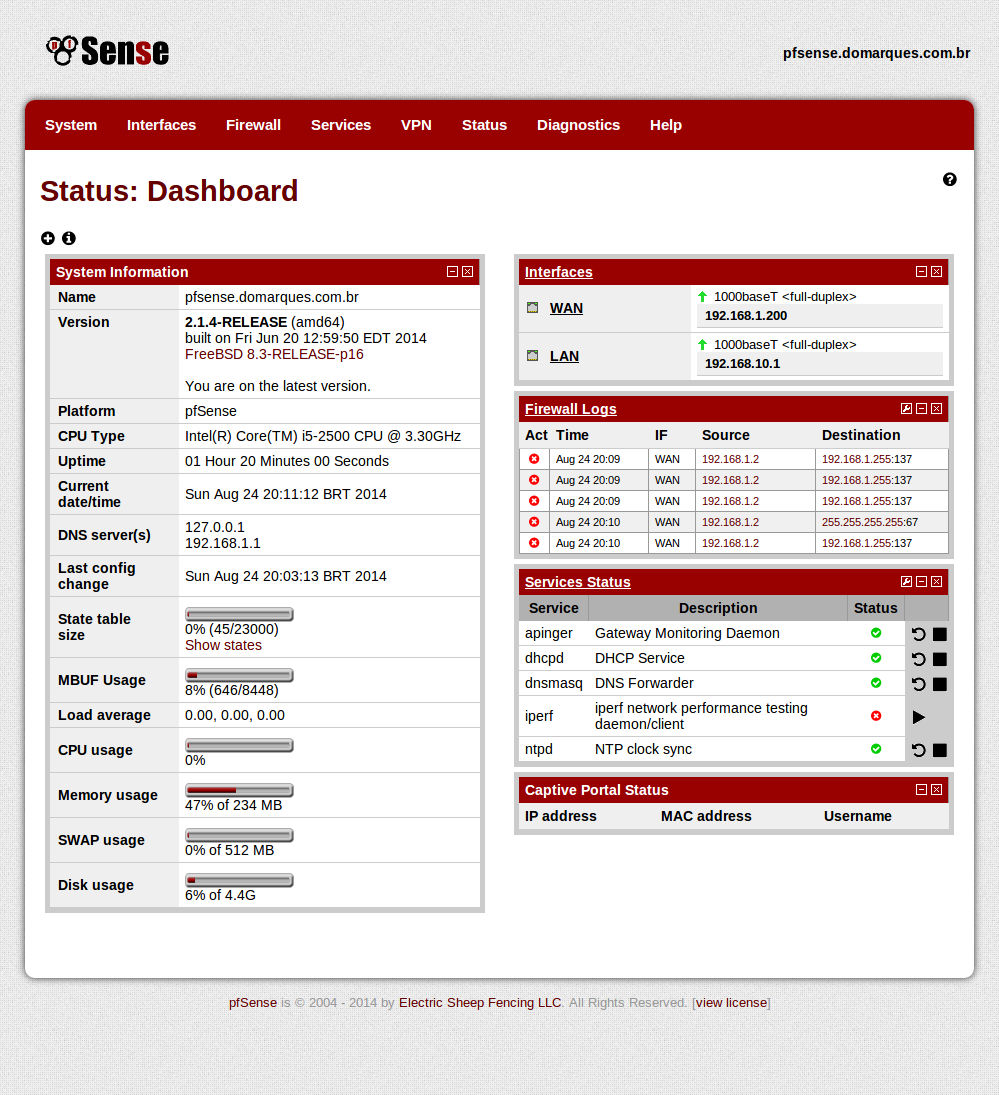 pfSense
pfsense.domarques.com.br
System Interfaces Firewall Services VPN Status Diagnostics Help
Status: Dashboard
System Information
Name pfsense.domarques.com.br
Version 2.1.4-RELEASE (amd64)
built on Fri Jun 20 12:59:50 EDT 2014
FreeBSD 8.3-RELEASE-p16
You are on the latest version.
Platform pfSense
CPU Type Intel(R) Core(TM) i5-2500 CPU @ 3.30GHz
Uptime 01 Hour 20 Minutes 00 Seconds
Current
date/time Sun Aug 24 20:11:12 BRT 2014
DNS server(s) 127.0.0.1
192.168.1.1
Last config
change Sun Aug 24 20:03:13 BRT 2014
State table
size 0% (45/23000)
Show states
MBUF Usage 8% (646/8448)
Load average 0.00, 0.00, 0.00
CPU usage 0%
Memory usage 47% of 234 MB
SWAP usage 0% of 512 MB
Disk usage 6% of 4.4G
Interfaces
WAN 1000baseT <full-duplex>
192.168.1.200
LAN 1000baseT <full-duplex>
192.168.10.1
Firewall Logs
Act Time IF Source Destination
Aug 24 20:09 WAN 192.168.1.2 192.168.1.255:137
Aug 24 20:09 WAN 192.168.1.2 192.168.1.255:137
Aug 24 20:09 WAN 192.168.1.2 192.168.1.255:137
Aug 24 20:10 WAN 192.168.1.2 255.255.255.255:67
Aug 24 20:10 WAN 192.168.1.2 192.168.1.255:137
Services Status
Service Description Status
apinger Gateway Monitoring Daemon
dhcpd DHCP Service
dnsmasq DNS Forwarder
iperf iperf network performance testing
daemon/client
ntpd NTP clock sync
Captive Portal Status
IP address MAC address Username
pfSense is © 2004 - 2014 by Electric Sheep Fencing LLC. All Rights Reserved. [view license]